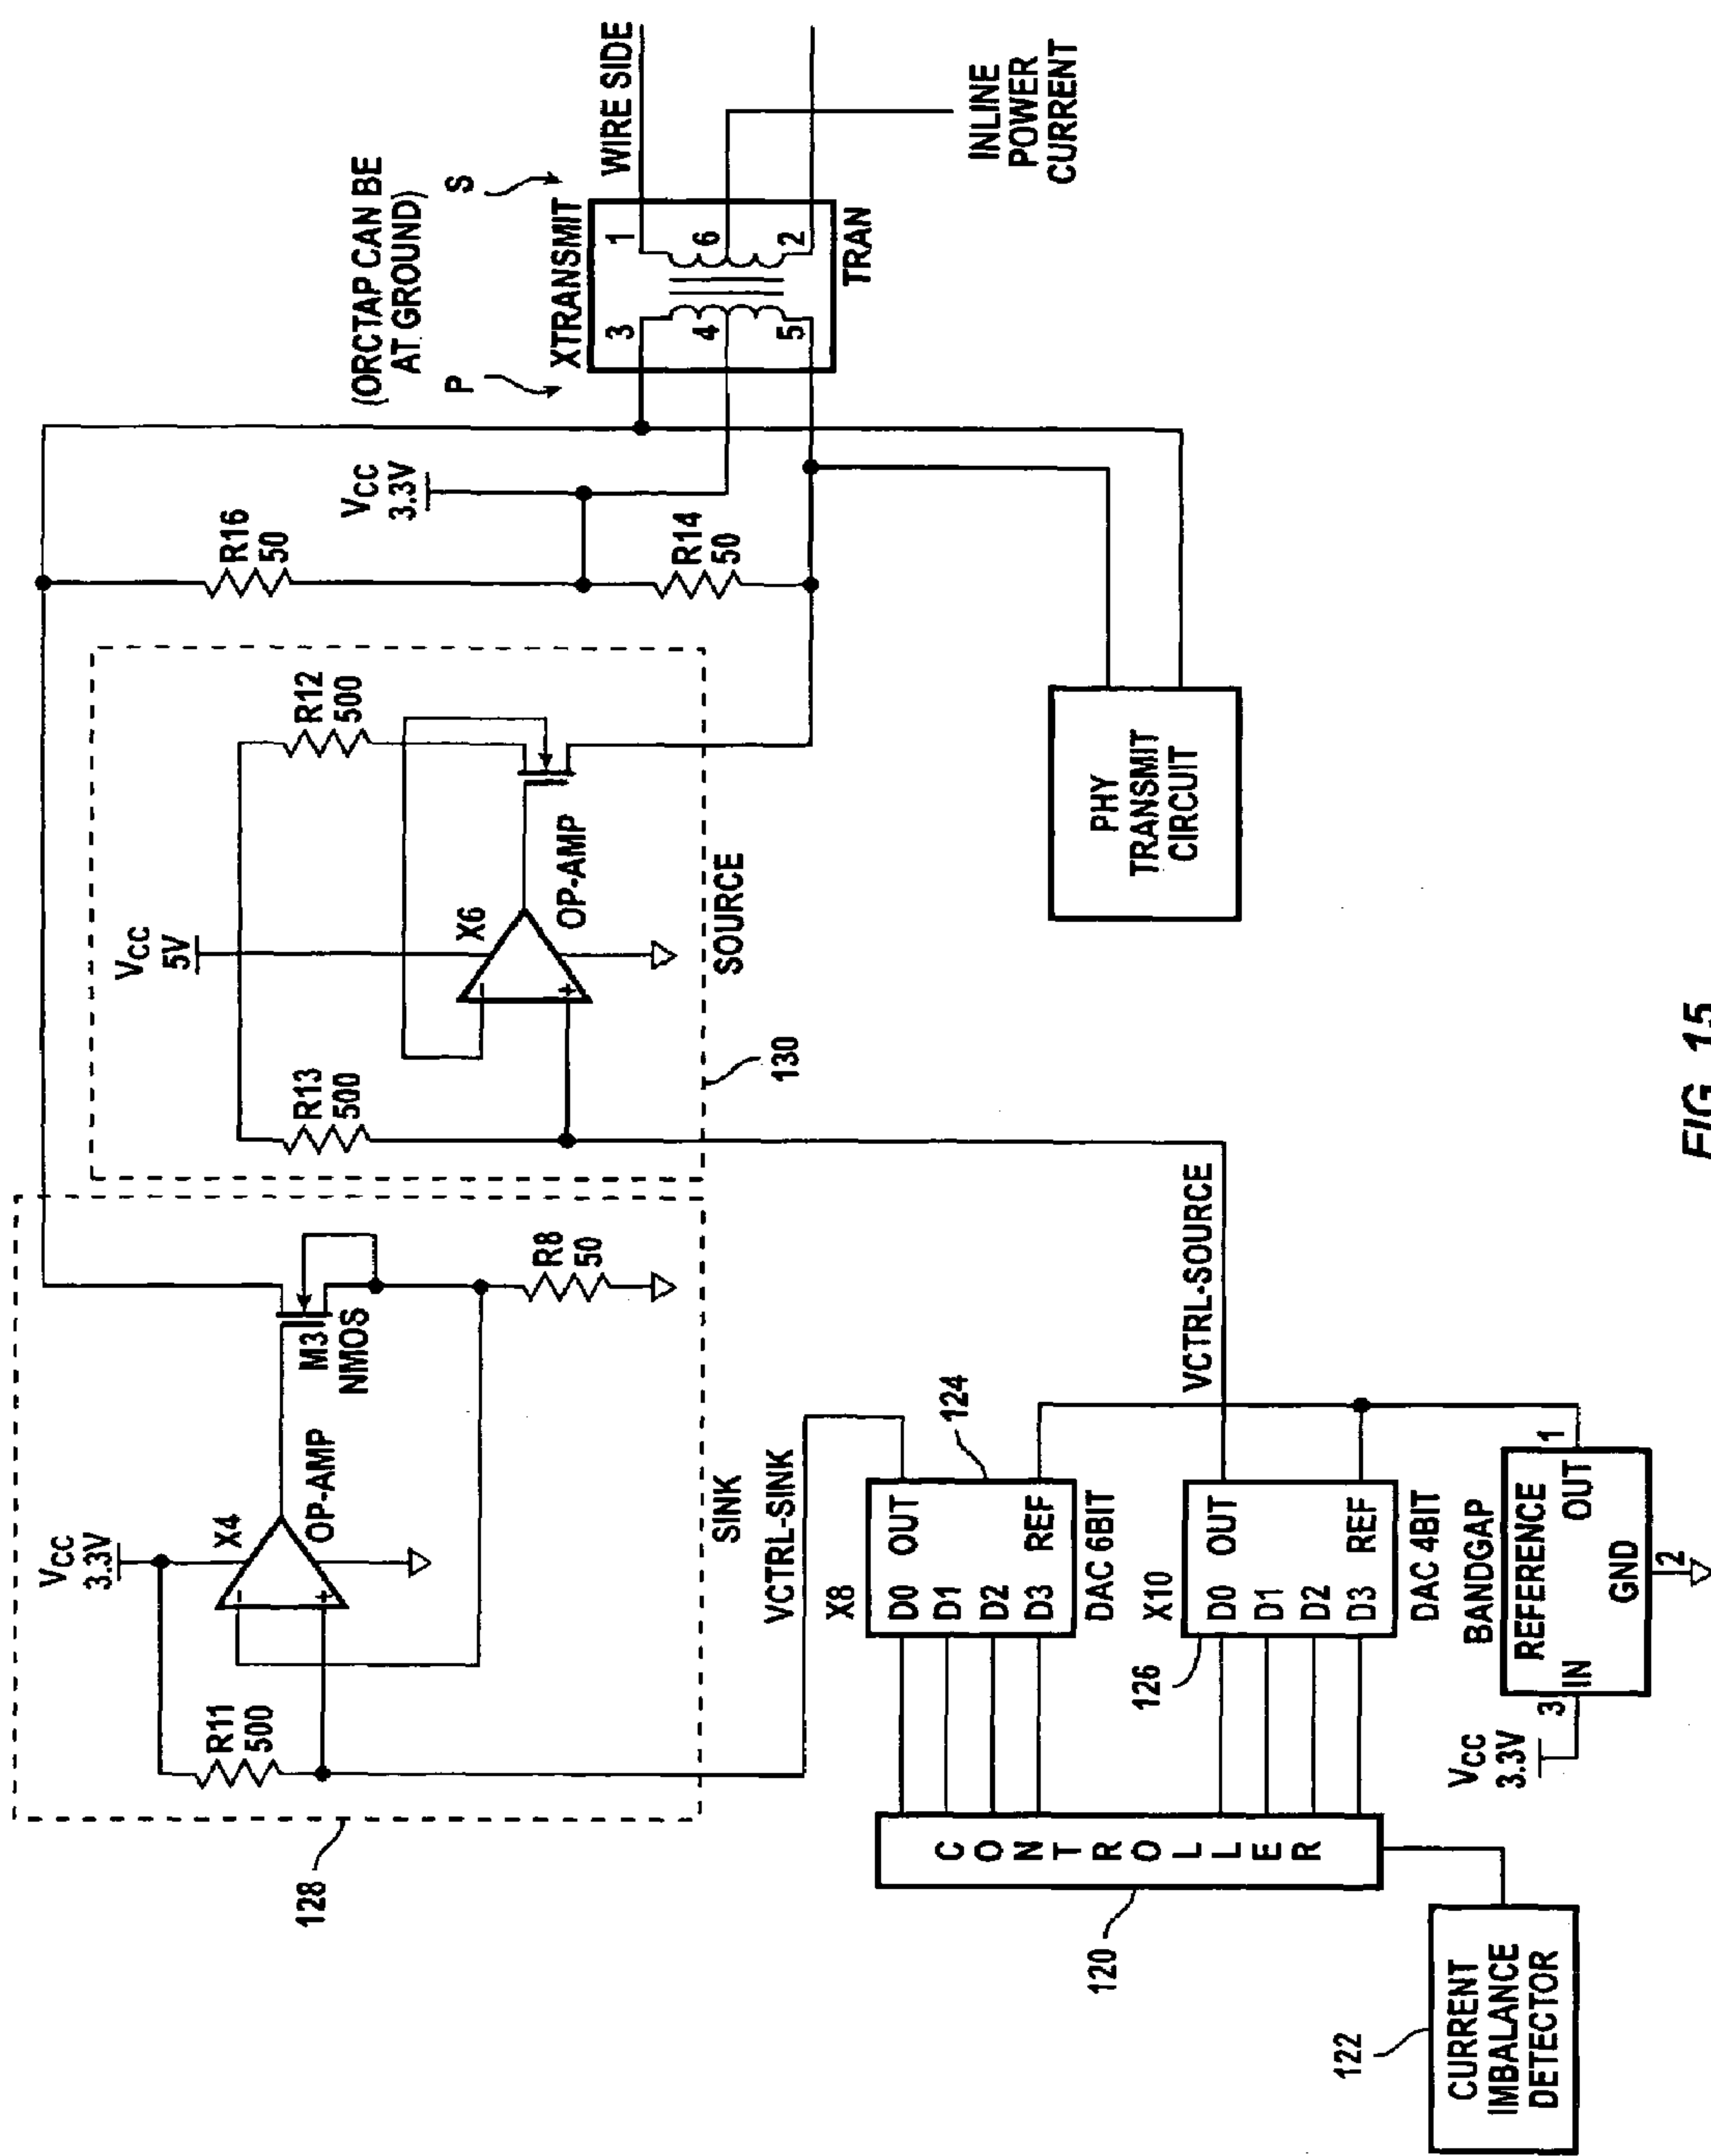 128
VCC
3.3V
R11
500
X4
OP-AMP
M3
NMOS
R8
50
SINK
VCC
5V
R13
500
R12
500
X6
OP-AMP
SOURCE
130
R16
50
VCC
3.3V
R14
50
(ORCTAP CAN BE
AT GROUND)
P
S
XTRANSMIT
3
4
5
1
6
2
TRAN
WIRE SIDE
INLINE
POWER
CURRENT
PHY
TRANSMIT
CIRCUIT
VCTRL-SINK
VCTRL-SOURCE
X8
124
D0 OUT
D1
D2
D3 REF
DAC 6BIT
X10
126
D0 OUT
D1
D2
D3 REF
DAC 4BIT
CONTROLLER
120
122
CURRENT
IMBALANCE
DETECTOR
BANDGAP
REFERENCE
VCC
3.3V
3
IN
OUT
1
GND
2
FIG. 15